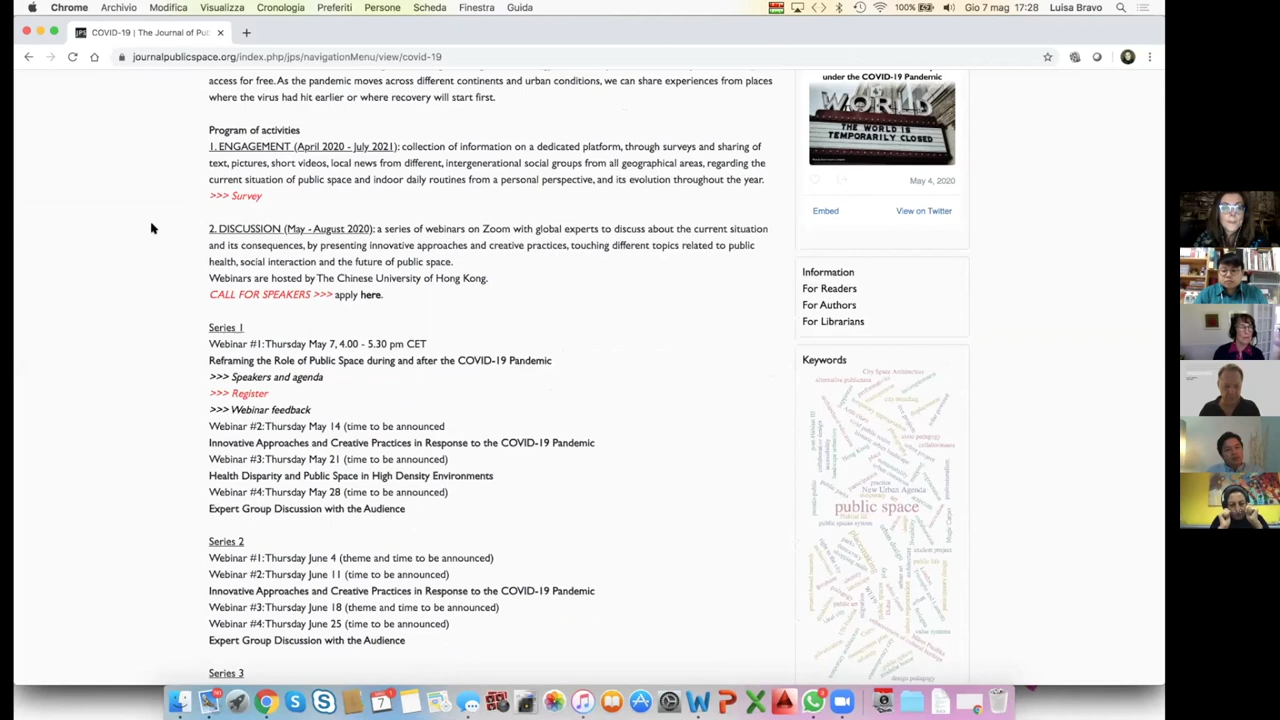 Chrome Archivio Modifica Visualizza Cronologia Preferiti Persone Scheda Finestra Guida 100% Gio 7 mag 17:28 Luisa Bravo
COVID-19 | The Journal of Pub
journalpublicspace.org/index.php/jps/navigationMenu/view/covid-19
access for free. As the pandemic moves across different continents and urban conditions, we can share experiences from places
where the virus had hit earlier or where recovery will start first.
Program of activities
1. ENGAGEMENT (April 2020 - July 2021): collection of information on a dedicated platform, through surveys and sharing of
text, pictures, short videos, local news from different, intergenerational social groups from all geographical areas, regarding the
current situation of public space and indoor daily routines from a personal perspective, and its evolution throughout the year.
>>> Survey
2. DISCUSSION (May - August 2020): a series of webinars on Zoom with global experts to discuss about the current situation
and its consequences, by presenting innovative approaches and creative practices, touching different topics related to public
health, social interaction and the future of public space.
Webinars are hosted by The Chinese University of Hong Kong.
CALL FOR SPEAKERS >>> apply here.
Series 1
Webinar #1: Thursday May 7, 4.00 - 5.30 pm CET
Reframing the Role of Public Space during and after the COVID-19 Pandemic
>>> Speakers and agenda
>>> Register
>>> Webinar feedback
Webinar #2: Thursday May 14 (time to be announced
Innovative Approaches and Creative Practices in Response to the COVID-19 Pandemic
Webinar #3: Thursday May 21 (time to be announced)
Health Disparity and Public Space in High Density Environments
Webinar #4: Thursday May 28 (time to be announced)
Expert Group Discussion with the Audience
Series 2
Webinar #1: Thursday June 4 (theme and time to be announced)
Webinar #2: Thursday June 11 (time to be announced)
Innovative Approaches and Creative Practices in Response to the COVID-19 Pandemic
Webinar #3: Thursday June 18 (theme and time to be announced)
Webinar #4: Thursday June 25 (time to be announced)
Expert Group Discussion with the Audience
Series 3
under the COVID-19 Pandemic
WORLD
THE WORLD IS
TEMPORARILY CLOSED
May 4, 2020
Embed View on Twitter
Information
For Readers
For Authors
For Librarians
Keywords
City Space Architecture
New Urban Agenda
public space
public spaces system
value systems
design pedagogy